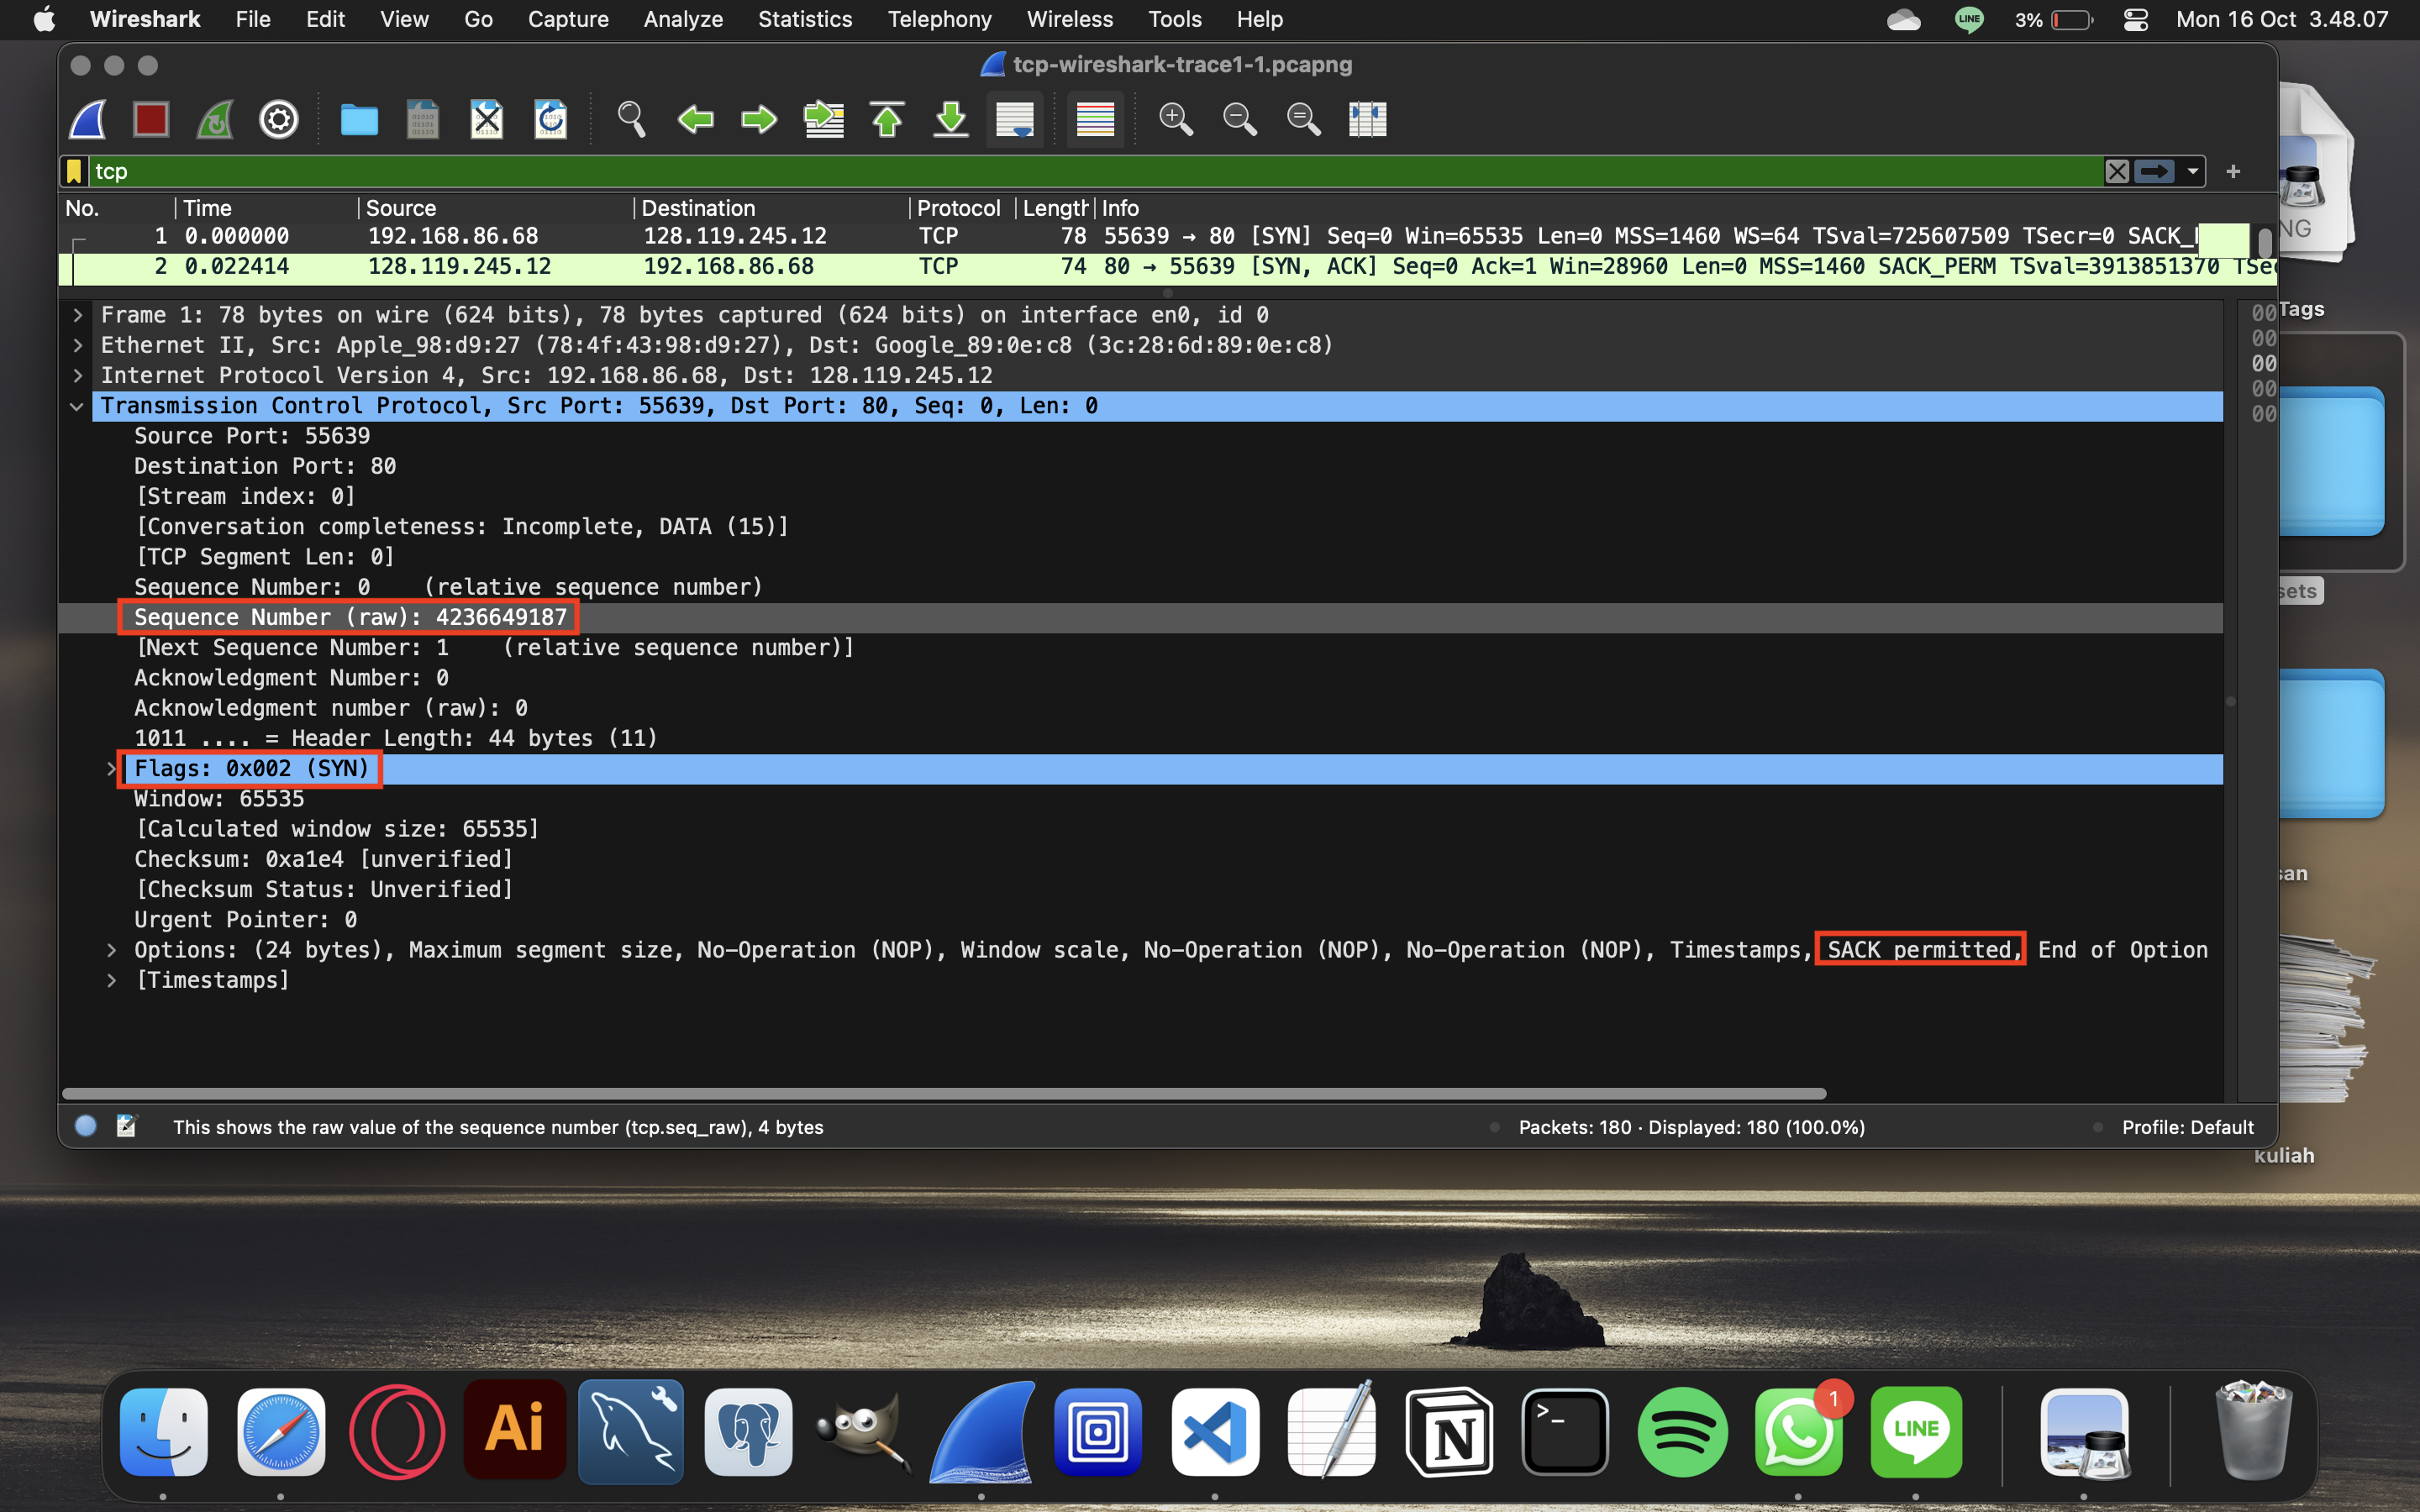 Wireshark File Edit View Go Capture Analyze Statistics Telephony Wireless Tools Help LINE 3% Mon 16 Oct 3.48.07
tcp-wireshark-trace1-1.pcapng
tcp
No. Time Source Destination Protocol Length Info
1 0.000000 192.168.86.68 128.119.245.12 TCP 78 55639 → 80 [SYN] Seq=0 Win=65535 Len=0 MSS=1460 WS=64 TSval=725607509 TSecr=0 SACK_
2 0.022414 128.119.245.12 192.168.86.68 TCP 74 80 → 55639 [SYN, ACK] Seq=0 Ack=1 Win=28960 Len=0 MSS=1460 SACK_PERM TSval=3913851370 TSec
Frame 1: 78 bytes on wire (624 bits), 78 bytes captured (624 bits) on interface en0, id 0
Ethernet II, Src: Apple_98:d9:27 (78:4f:43:98:d9:27), Dst: Google_89:0e:c8 (3c:28:6d:89:0e:c8)
Internet Protocol Version 4, Src: 192.168.86.68, Dst: 128.119.245.12
Transmission Control Protocol, Src Port: 55639, Dst Port: 80, Seq: 0, Len: 0
Source Port: 55639
Destination Port: 80
[Stream index: 0]
[Conversation completeness: Incomplete, DATA (15)]
[TCP Segment Len: 0]
Sequence Number: 0 (relative sequence number)
Sequence Number (raw): 4236649187
[Next Sequence Number: 1 (relative sequence number)]
Acknowledgment Number: 0
Acknowledgment number (raw): 0
1011 .... = Header Length: 44 bytes (11)
Flags: 0x002 (SYN)
Window: 65535
[Calculated window size: 65535]
Checksum: 0xa1e4 [unverified]
[Checksum Status: Unverified]
Urgent Pointer: 0
Options: (24 bytes), Maximum segment size, No-Operation (NOP), Window scale, No-Operation (NOP), No-Operation (NOP), Timestamps, SACK permitted, End of Option
[Timestamps]
00
00
00
00
00
NG
Tags
sets
san
kuliah
This shows the raw value of the sequence number (tcp.seq_raw), 4 bytes Packets: 180 · Displayed: 180 (100.0%) Profile: Default
Ai N >_ 1 LINE